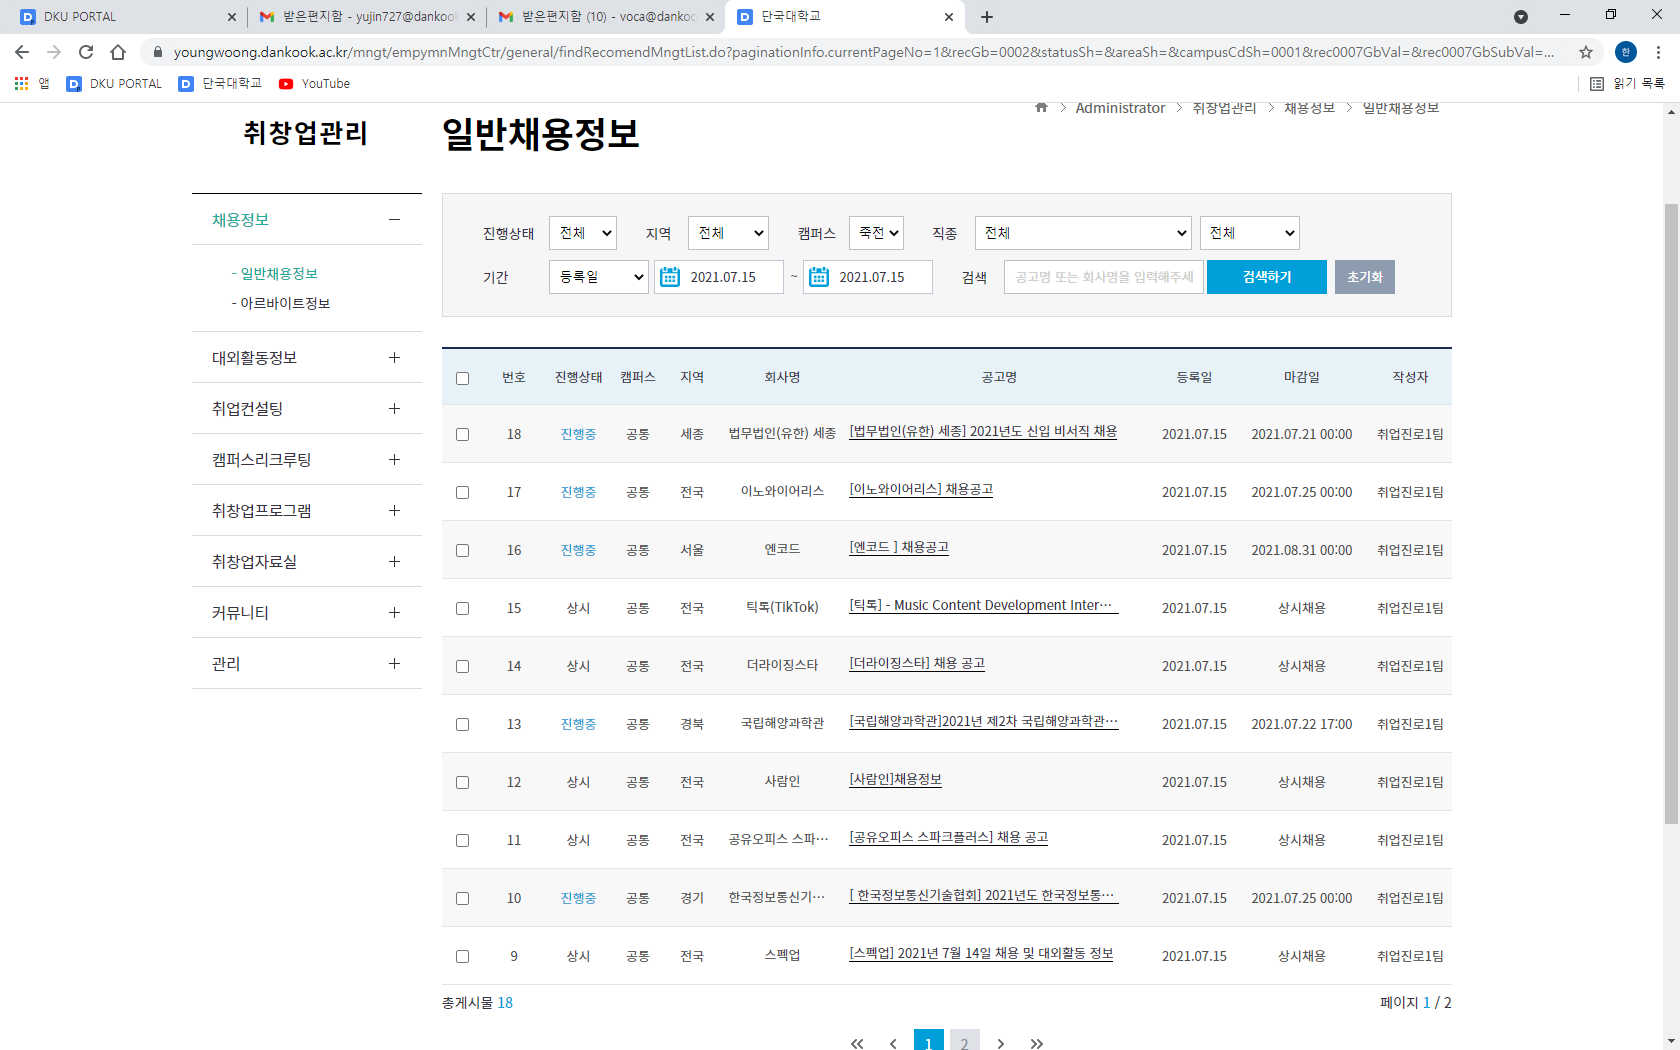 DKU PORTAL
받은편지함 - yujin727@dankook
받은편지함 (10) - voca@dankoo
단국대학교
youngwoong.dankook.ac.kr/mngt/empymnMngtCtr/general/findRecomendMngtList.do?paginationInfo.currentPageNo=1&recGb=0002&statusSh=&areaSh=&campusCdSh=0001&rec0007GbVal=&rec0007GbSubVal=...
한
앱
DKU PORTAL
단국대학교
YouTube
읽기 목록
Administrator > 취창업관리 > 채용정보 > 일반채용정보
취창업관리
일반채용정보
채용정보
- 일반채용정보
- 아르바이트정보
대외활동정보
취업컨설팅
캠퍼스리크루팅
취창업프로그램
취창업자료실
커뮤니티
관리
진행상태 전체 지역 전체 캠퍼스 죽전 직종 전체 전체
기간 등록일 2021.07.15 ~ 2021.07.15 검색 공고명 또는 회사명을 입력해주세 검색하기 초기화
번호 진행상태 캠퍼스 지역 회사명 공고명 등록일 마감일 작성자
18 진행중 공통 세종 법무법인(유한) 세종 [법무법인(유한) 세종] 2021년도 신입 비서직 채용 2021.07.15 2021.07.21 00:00 취업진로1팀
17 진행중 공통 전국 이노와이어리스 [이노와이어리스] 채용공고 2021.07.15 2021.07.25 00:00 취업진로1팀
16 진행중 공통 서울 엔코드 [엔코드 ] 채용공고 2021.07.15 2021.08.31 00:00 취업진로1팀
15 상시 공통 전국 틱톡(TikTok) [틱톡] - Music Content Development Inter… 2021.07.15 상시채용 취업진로1팀
14 상시 공통 전국 더라이징스타 [더라이징스타] 채용 공고 2021.07.15 상시채용 취업진로1팀
13 진행중 공통 경북 국립해양과학관 [국립해양과학관]2021년 제2차 국립해양과학관… 2021.07.15 2021.07.22 17:00 취업진로1팀
12 상시 공통 전국 사람인 [사람인]채용정보 2021.07.15 상시채용 취업진로1팀
11 상시 공통 전국 공유오피스 스파… [공유오피스 스파크플러스] 채용 공고 2021.07.15 상시채용 취업진로1팀
10 진행중 공통 경기 한국정보통신기… [ 한국정보통신기술협회] 2021년도 한국정보통… 2021.07.15 2021.07.25 00:00 취업진로1팀
9 상시 공통 전국 스펙업 [스펙업] 2021년 7월 14일 채용 및 대외활동 정보 2021.07.15 상시채용 취업진로1팀
총게시물 18
페이지 1 / 2
1 2